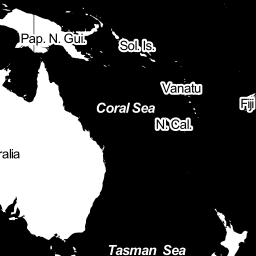 Pap. N. Gui.
Sol. Is.
Vanatu
Coral Sea
Fiji
N. Cal.
ralia
Tasman Sea